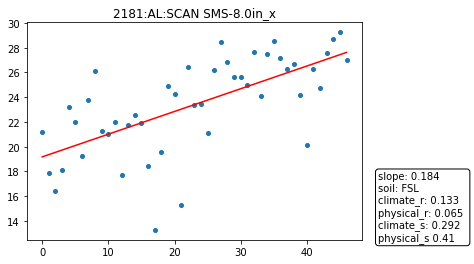 2181:AL:SCAN SMS-8.0in_x
30
28
26
24
22
20
18
16
14
0
10
20
30
40
slope: 0.184
soil: FSL
climate_r: 0.133
physical_r: 0.065
climate_s: 0.292
physical_s 0.41